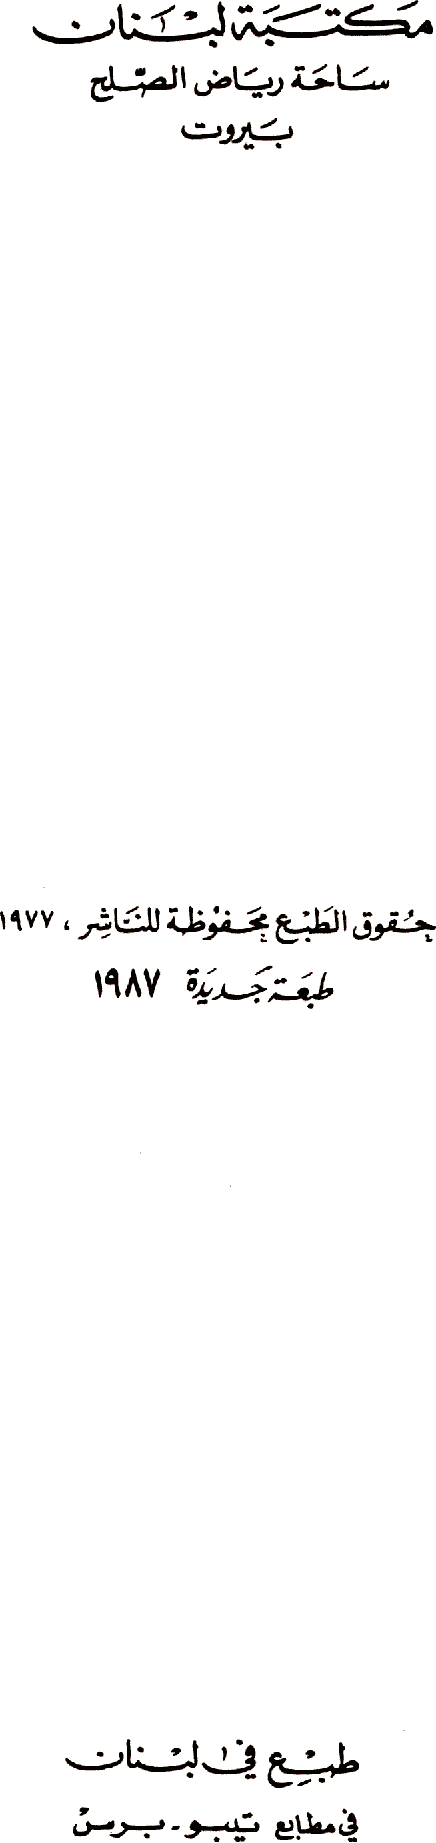 مكتبة لبنان
ساحة رياض الصلح
بيروت
حقوق الطبع محفوظة للناشر، ١٩٧٧
طبعة جديدة ١٩٨٧
طبع في لبنان
في مطابع تيبو - برس